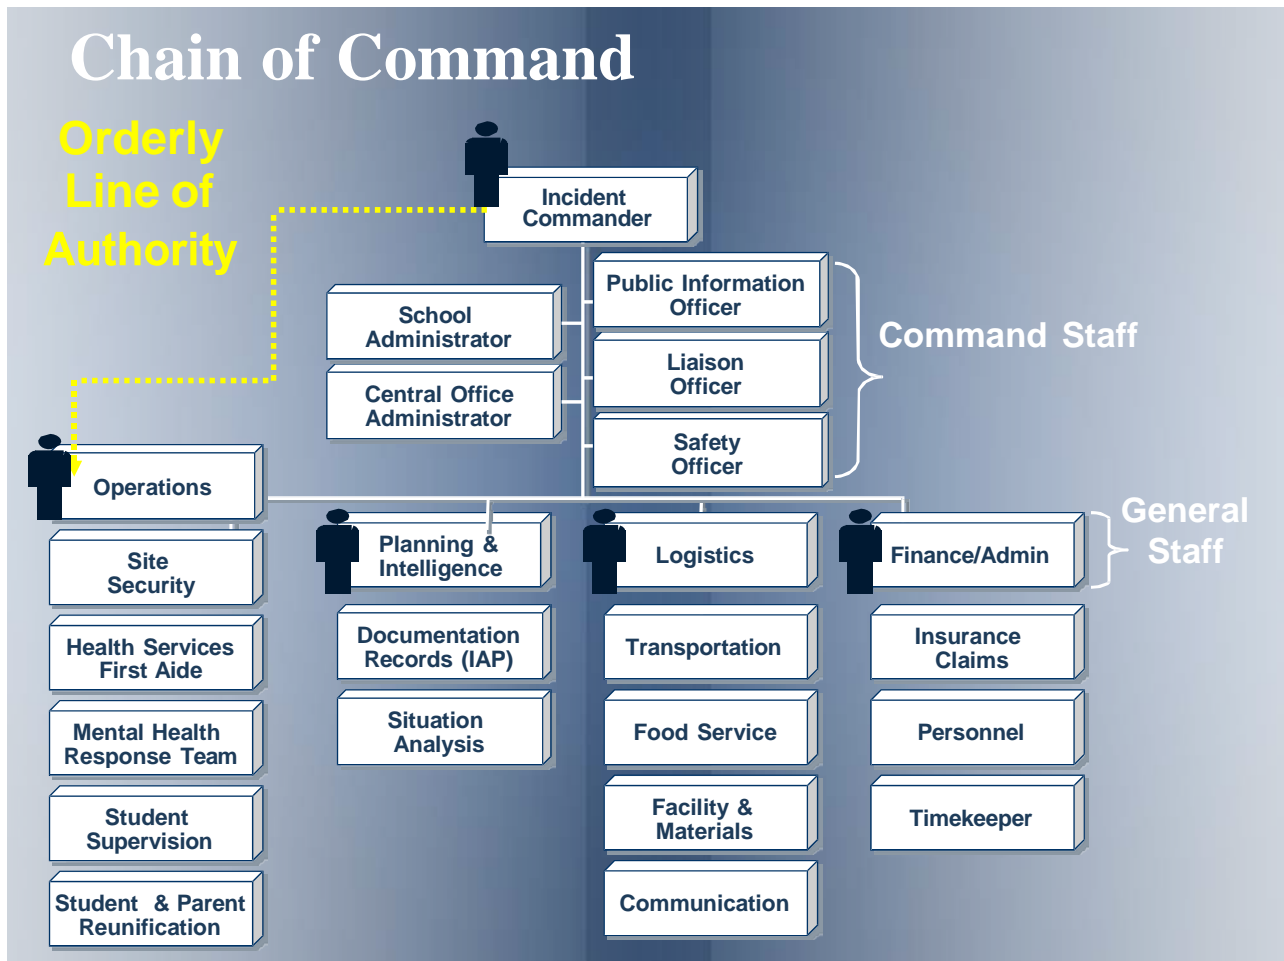 Chain of Command
Orderly
Line of
Authority
Incident
Commander
School
Administrator
Central Office
Administrator
Public Information
Officer
Liaison
Officer
Safety
Officer
Command Staff
Operations
Site
Security
Health Services
First Aide
Mental Health
Response Team
Student
Supervision
Student & Parent
Reunification
Planning &
Intelligence
Documentation
Records (IAP)
Situation
Analysis
Logistics
Transportation
Food Service
Facility &
Materials
Communication
Finance/Admin
Insurance
Claims
Personnel
Timekeeper
General
Staff